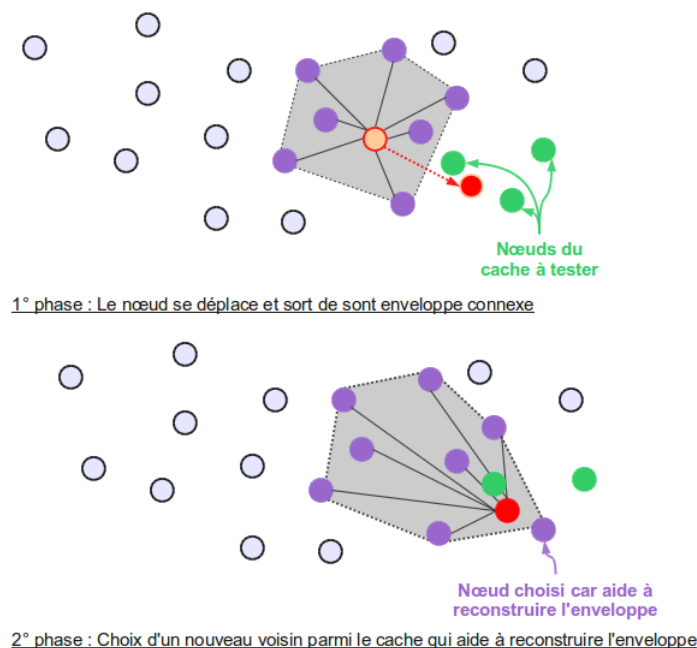 Nœuds du
cache à tester
1° phase : Le nœud se déplace et sort de sont enveloppe connexe
Nœud choisi car aide à
reconstruire l'enveloppe
2° phase : Choix d'un nouveau voisin parmi le cache qui aide à reconstruire l'enveloppe